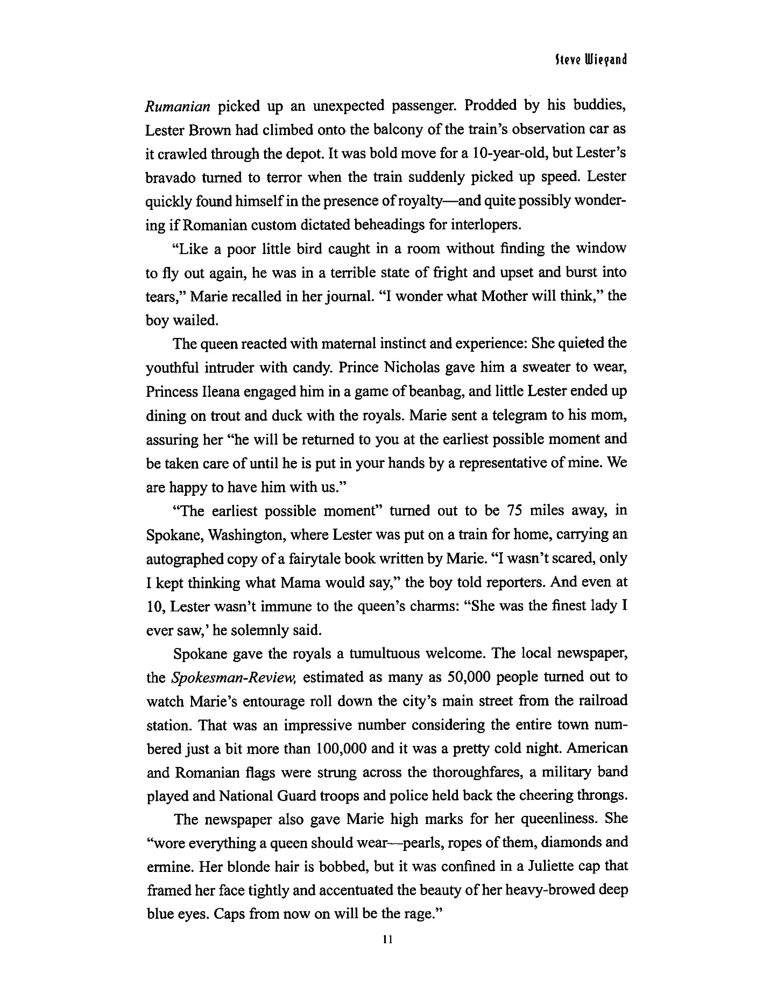 Steve Wiegand
Rumanian picked up an unexpected passenger. Prodded by his buddies,
Lester Brown had climbed onto the balcony of the train's observation car as
it crawled through the depot. It was bold move for a 10-year-old, but Lester's
bravado turned to terror when the train suddenly picked up speed. Lester
quickly found himself in the presence of royalty—and quite possibly wonder-
ing if Romanian custom dictated beheadings for interlopers.
“Like a poor little bird caught in a room without finding the window
to fly out again, he was in a terrible state of fright and upset and burst into
tears,” Marie recalled in her journal. “I wonder what Mother will think,” the
boy wailed.
The queen reacted with maternal instinct and experience: She quieted the
youthful intruder with candy. Prince Nicholas gave him a sweater to wear,
Princess Ileana engaged him in a game of beanbag, and little Lester ended up
dining on trout and duck with the royals. Marie sent a telegram to his mom,
assuring her “he will be returned to you at the earliest possible moment and
be taken care of until he is put in your hands by a representative of mine. We
are happy to have him with us.”
“The earliest possible moment” turned out to be 75 miles away, in
Spokane, Washington, where Lester was put on a train for home, carrying an
autographed copy of a fairytale book written by Marie. “I wasn't scared, only
I kept thinking what Mama would say,” the boy told reporters. And even at
10, Lester wasn't immune to the queen's charms: “She was the finest lady I
ever saw,’ he solemnly said.
Spokane gave the royals a tumultuous welcome. The local newspaper,
the Spokesman-Review, estimated as many as 50,000 people turned out to
watch Marie's entourage roll down the city's main street from the railroad
station. That was an impressive number considering the entire town num-
bered just a bit more than 100,000 and it was a pretty cold night. American
and Romanian flags were strung across the thoroughfares, a military band
played and National Guard troops and police held back the cheering throngs.
The newspaper also gave Marie high marks for her queenliness. She
“wore everything a queen should wear—pearls, ropes of them, diamonds and
ermine. Her blonde hair is bobbed, but it was confined in a Juliette cap that
framed her face tightly and accentuated the beauty of her heavy-browed deep
blue eyes. Caps from now on will be the rage.”
11